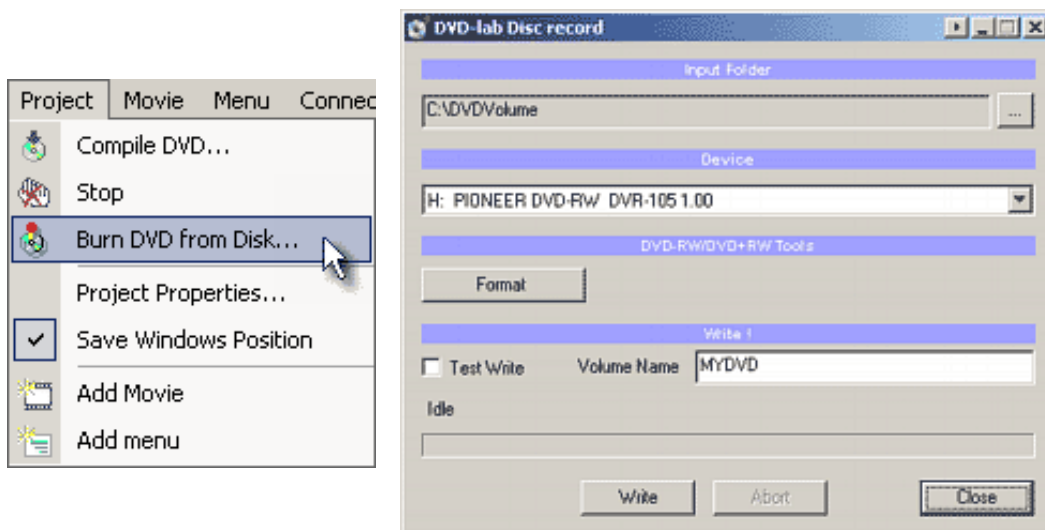 Project Movie Menu Connec
Compile DVD...
Stop
Burn DVD from Disk...
Project Properties...
Save Windows Position
Add Movie
Add menu
DVD-lab Disc record
Input Folder
C:\DVDVolume
...
Device
H: PIONEER DVD-RW DVR-105 1.00
DVD-RW/DVD+RW Tools
Format
Write !
Test Write Volume Name MYDVD
Idle
Write Abort Close